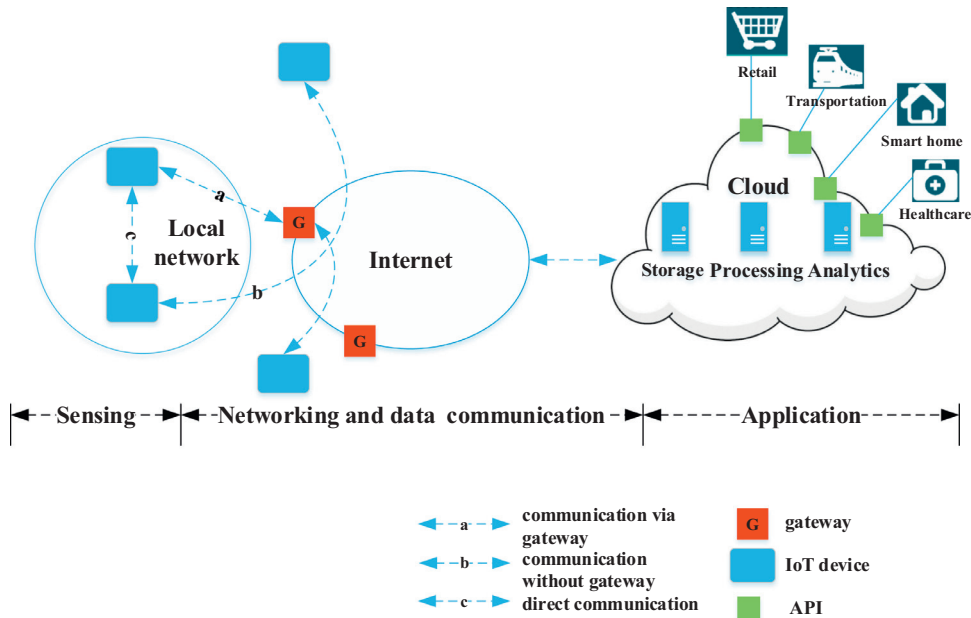 Retail
Transportation
Smart home
Healthcare
Cloud
Storage Processing Analytics
a
G
Local
network
c
Internet
b
G
Sensing
Networking and data communication
Application
a
communication via
gateway
b
communication
without gateway
c
direct communication
G
gateway
IoT device
API